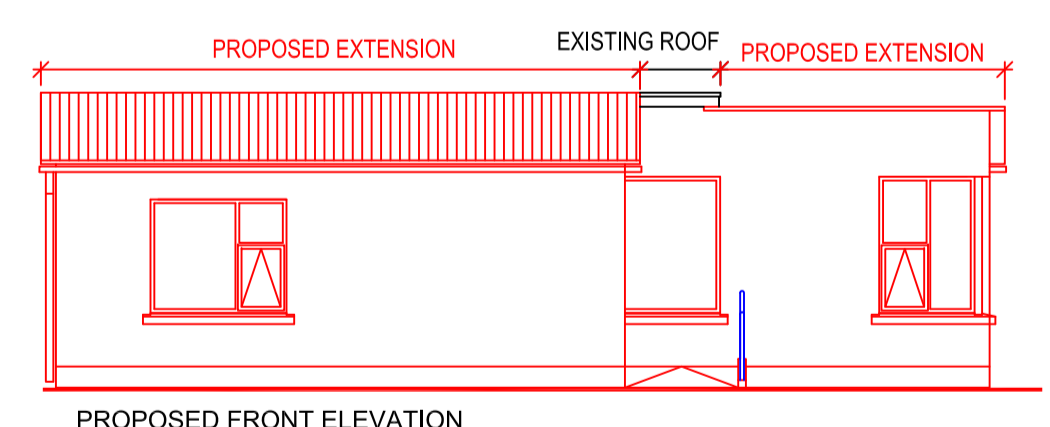 PROPOSED EXTENSION
EXISTING ROOF
PROPOSED EXTENSION
PROPOSED FRONT ELEVATION